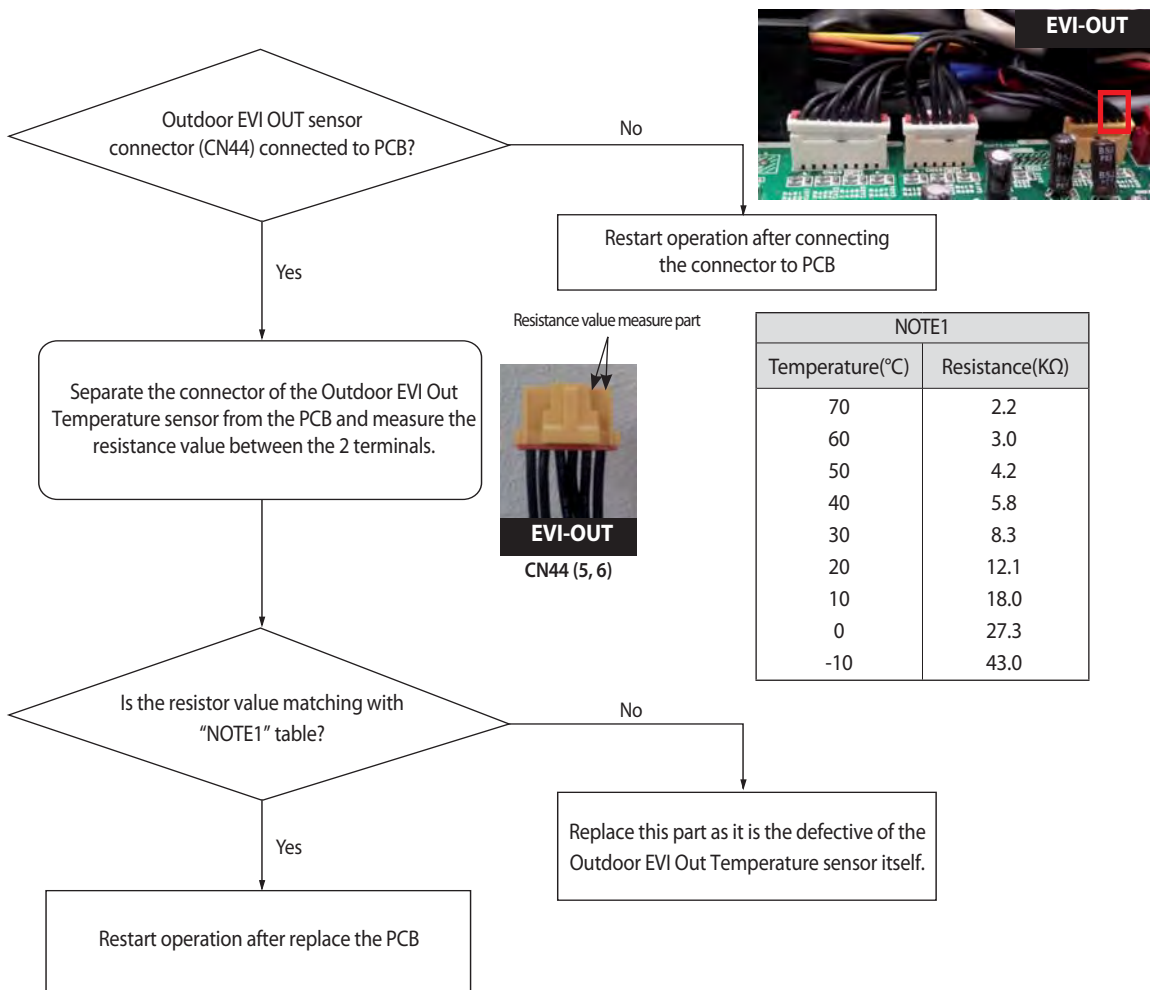 EVI-OUT
Outdoor EVI OUT sensor
connector (CN44) connected to PCB?
No
Restart operation after connecting
the connector to PCB
Yes
Separate the connector of the Outdoor EVI Out
Temperature sensor from the PCB and measure the
resistance value between the 2 terminals.
Resistance value measure part
EVI-OUT
CN44 (5, 6)
NOTE1
Temperature(°C) Resistance(KΩ)
70 2.2
60 3.0
50 4.2
40 5.8
30 8.3
20 12.1
10 18.0
0 27.3
-10 43.0
Is the resistor value matching with
“NOTE1” table?
No
Replace this part as it is the defective of the
Outdoor EVI Out Temperature sensor itself.
Yes
Restart operation after replace the PCB